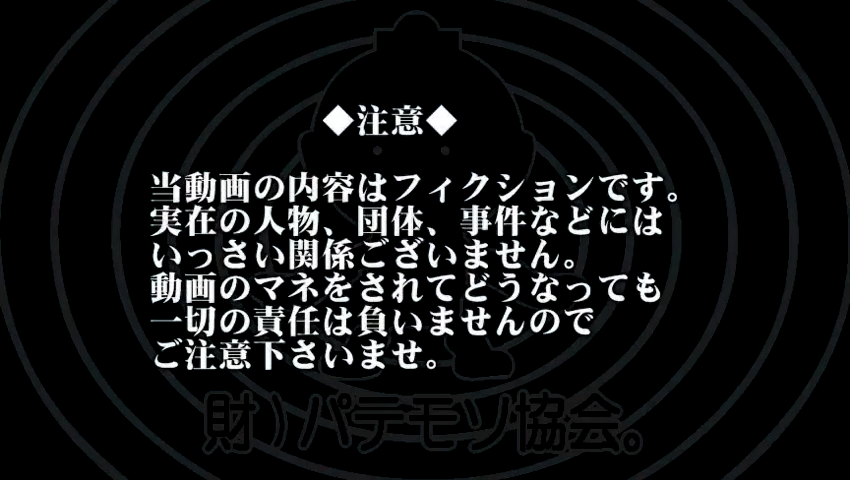 ◆注意◆
当動画の内容はフィクションです。
実在の人物、団体、事件などには
いっさい関係ございません。
動画のマネをされてどうなっても
一切の責任は負いませんので
ご注意下さいませ。
財)パテモソ協会。